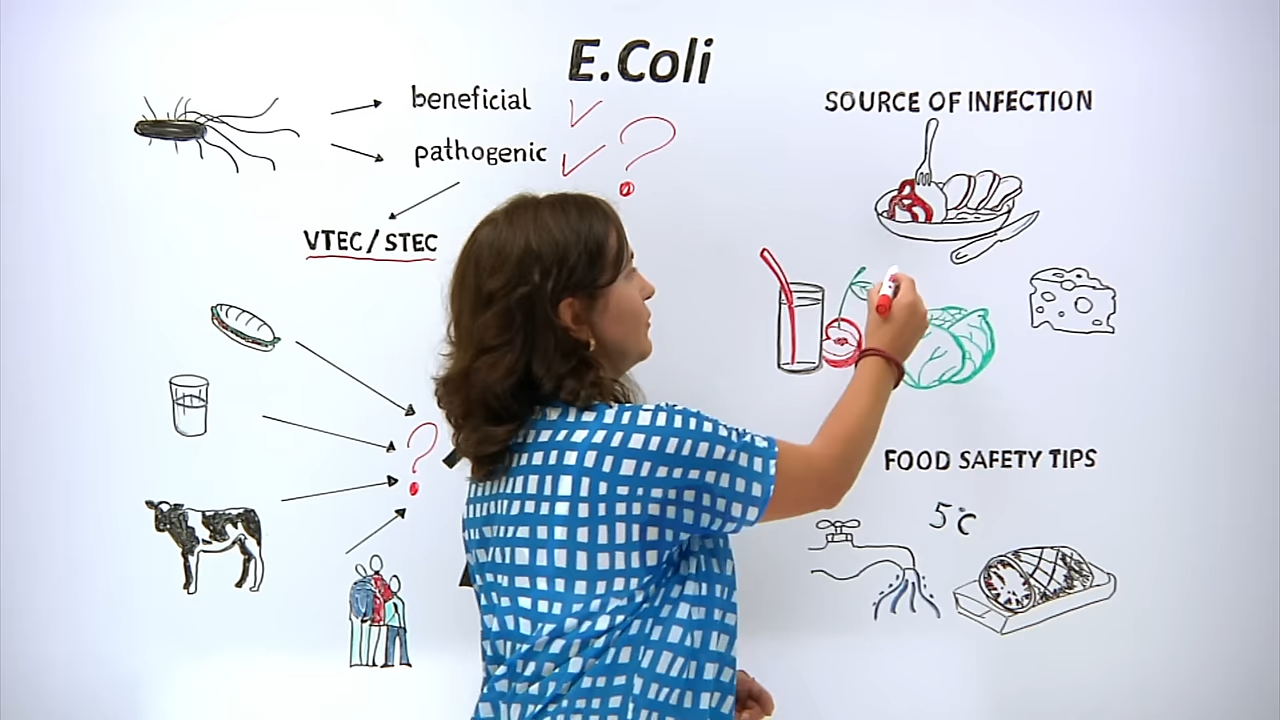 E.Coli
beneficial
pathogenic
?
VTEC/STEC
?
SOURCE OF INFECTION
FOOD SAFETY TIPS
5°C